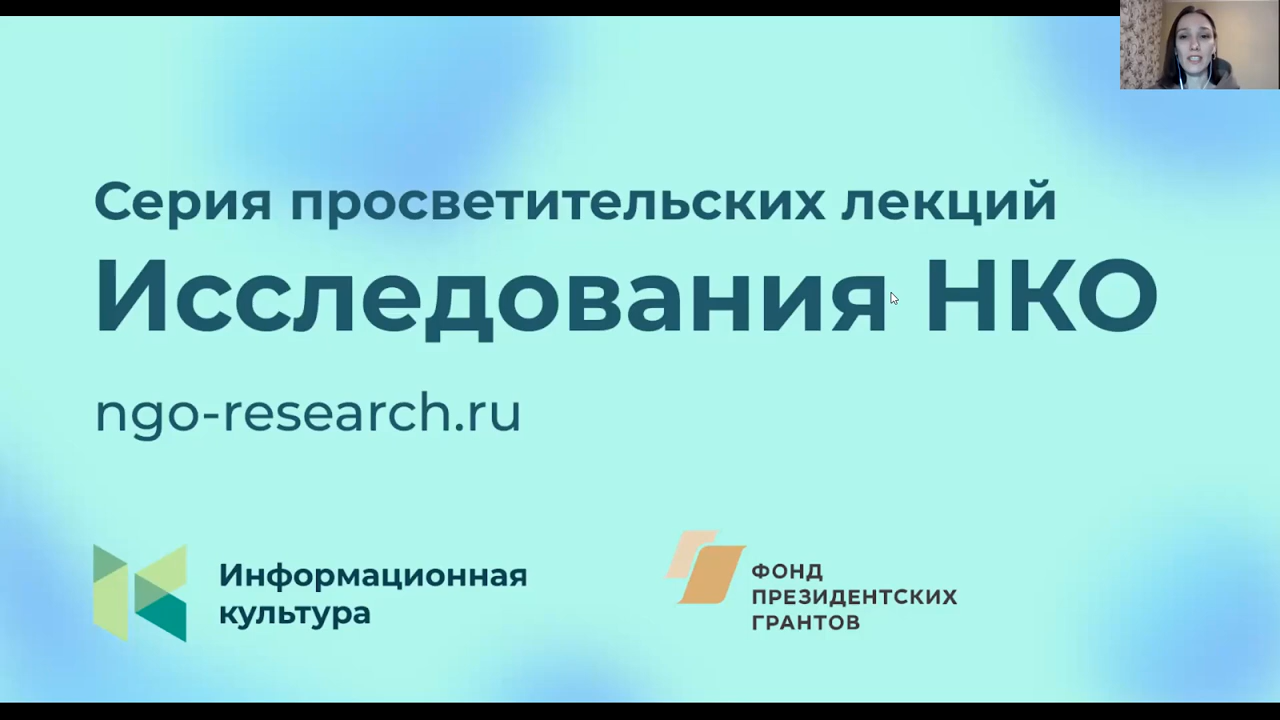 Серия просветительских лекций
Исследования НКО
ngo-research.ru
Информационная
культура
ФОНД
ПРЕЗИДЕНТСКИХ
ГРАНТОВ